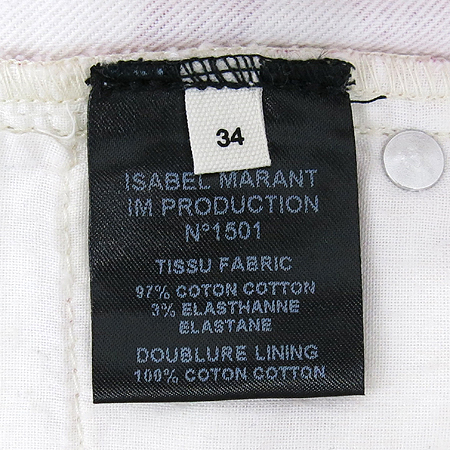 34
ISABEL MARANT
IM PRODUCTION
N°1501
TISSU FABRIC
97% COTON COTTON
3% ELASTHANNE
ELASTANE
DOUBLURE LINING
100% COTON COTTON